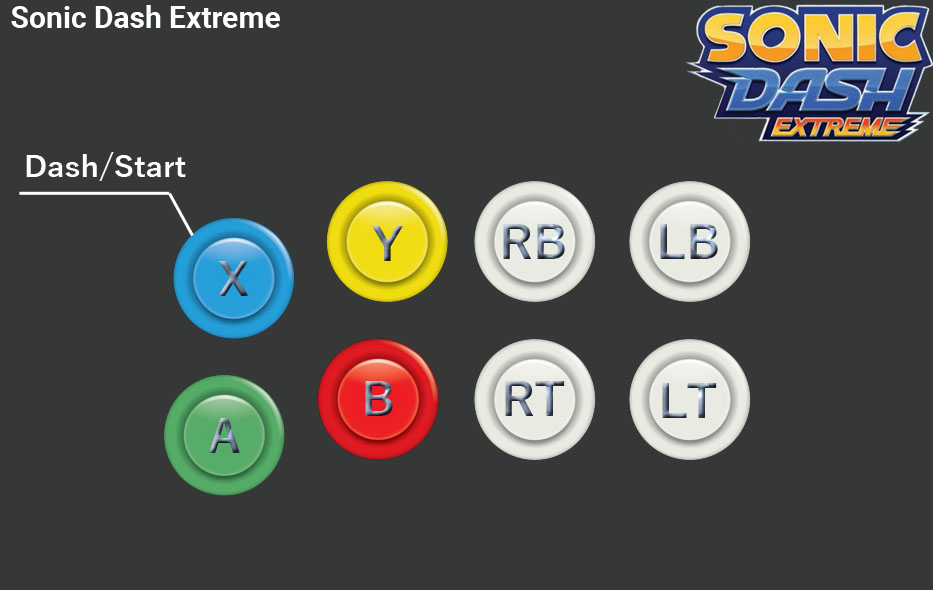 Sonic Dash Extreme
SONIC
DASH
EXTREME
Dash/Start
X
Y
RB
LB
A
B
RT
LT